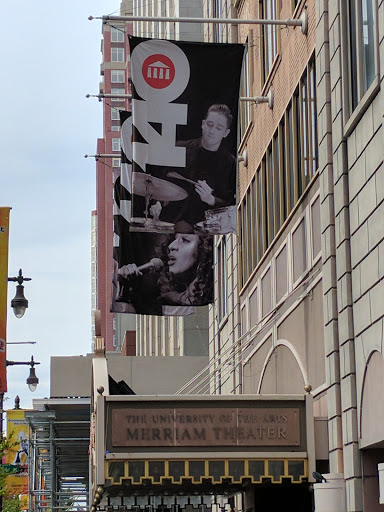 140
THE UNIVERSITY OF THE ARTS
MERRIAM THEATER